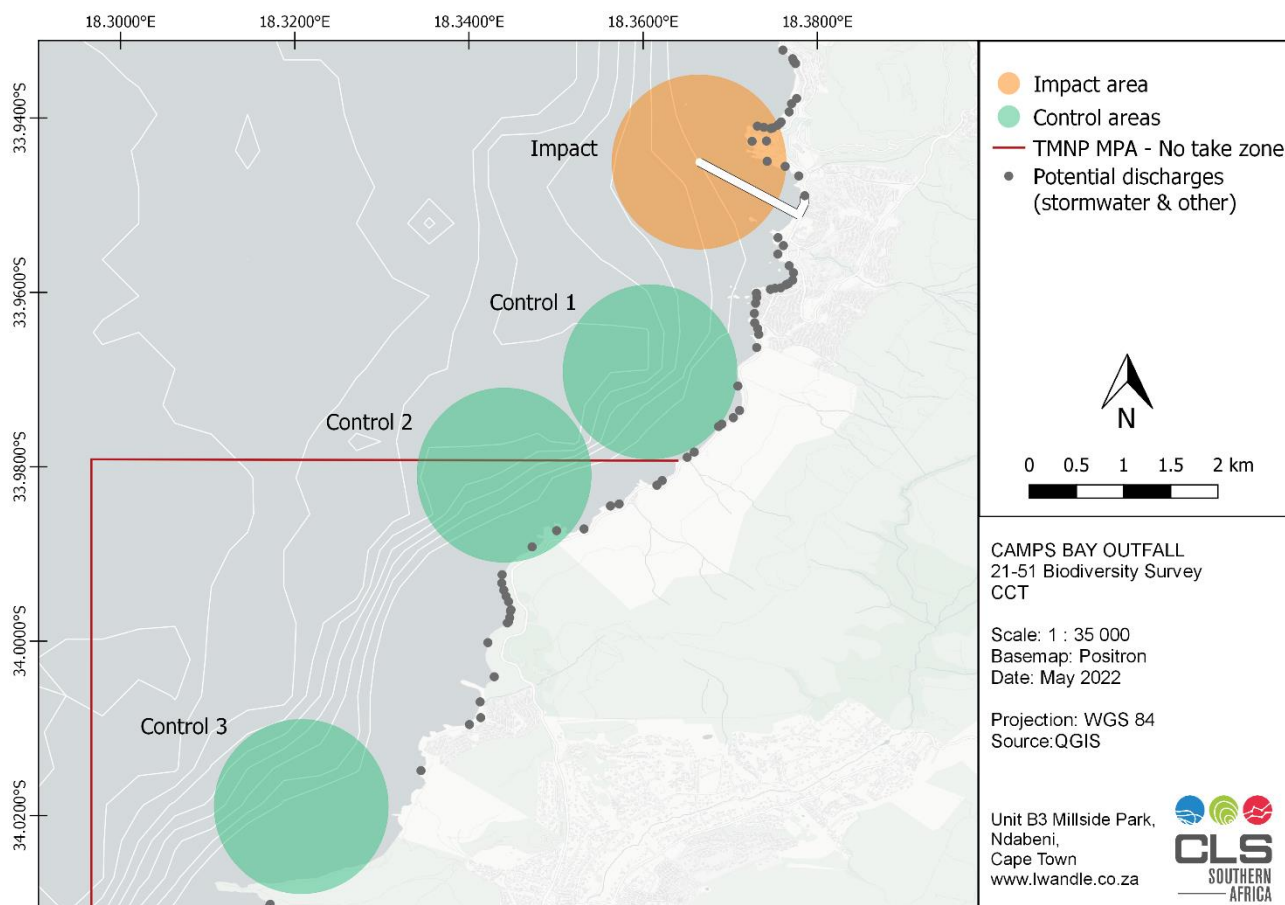 18.3000°E
18.3200°E
18.3400°E
18.3600°E
18.3800°E
33.9400°S
33.9600°S
33.9800°S
34.0000°S
34.0200°S
Impact
Control 1
Control 2
Control 3
Impact area
Control areas
TMNP MPA - No take zone
Potential discharges
(stormwater & other)
N
0 0.5 1 1.5 2 km
CAMPS BAY OUTFALL
21-51 Biodiversity Survey
CCT
Scale: 1 : 35 000
Basemap: Positron
Date: May 2022
Projection: WGS 84
Source:QGIS
Unit B3 Millside Park,
Ndabeni,
Cape Town
www.lwandle.co.za
CLS
SOUTHERN
AFRICA